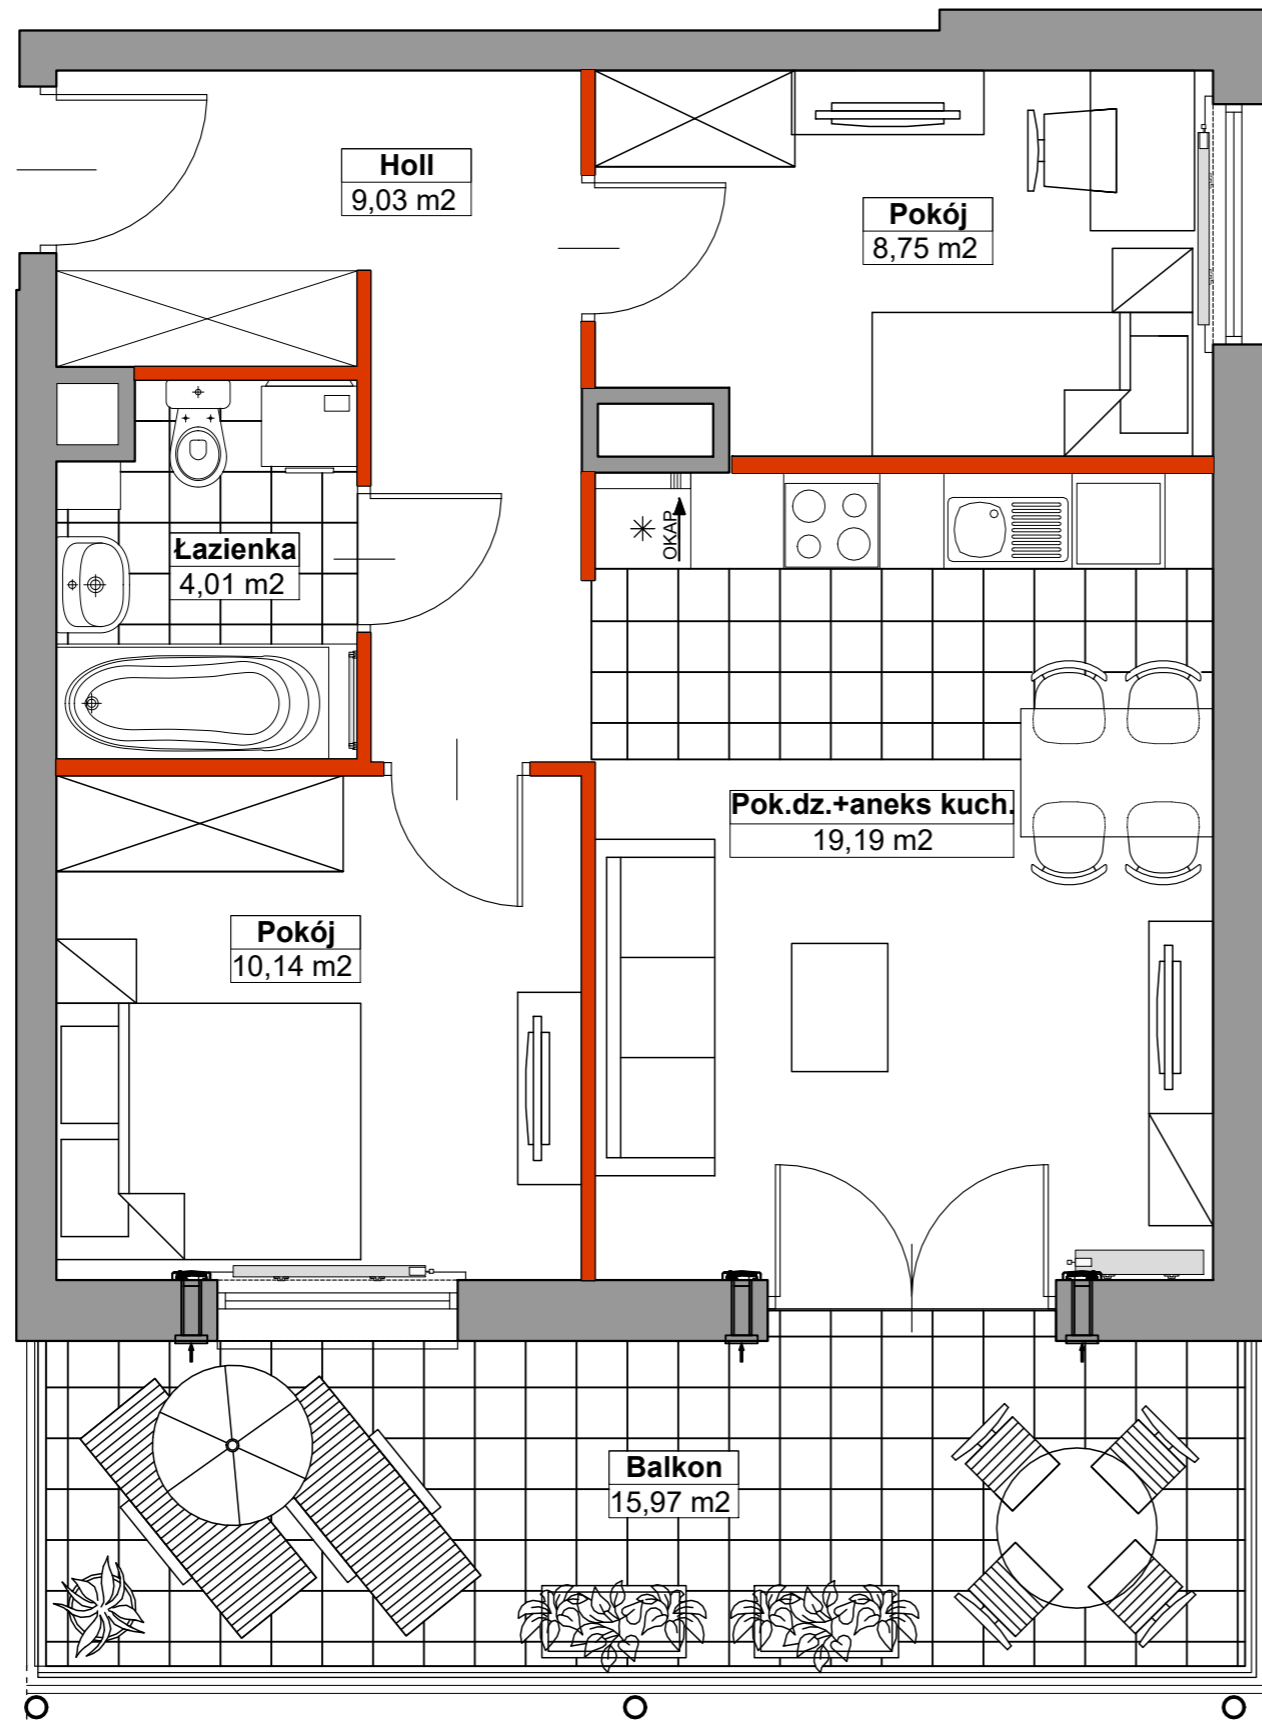 Holl
9,03 m2
Pokój
8,75 m2
OKAP
Łazienka
4,01 m2
Pok.dz.+aneks kuch.
19,19 m2
Pokój
10,14 m2
Balkon
15,97 m2